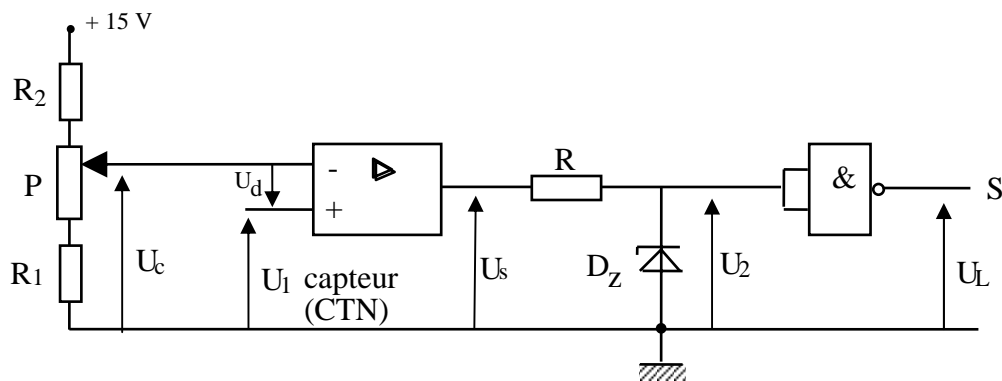 + 15 V
R2
P
R1
Uc
Ud
-
+
U1 capteur
(CTN)
Us
R
DZ
U2
&
S
UL